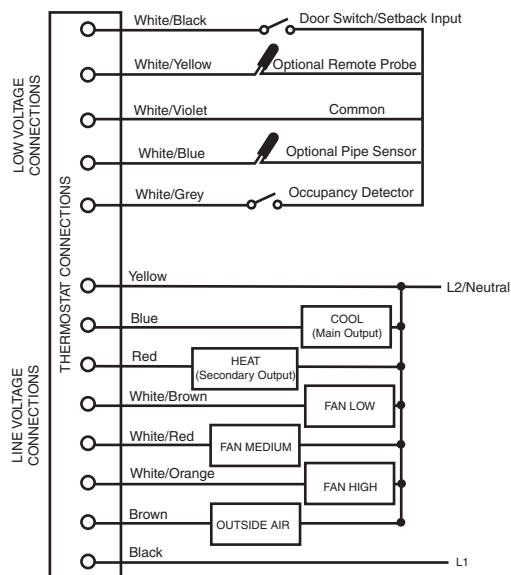 LOW VOLTAGE
CONNECTIONS
THERMOSTAT CONNECTIONS
LINE VOLTAGE
CONNECTIONS
White/Black
Door Switch/Setback Input
White/Yellow
Optional Remote Probe
White/Violet
Common
White/Blue
Optional Pipe Sensor
White/Grey
Occupancy Detector
Yellow
L2/Neutral
Blue
COOL
(Main Output)
Red
HEAT
(Secondary Output)
White/Brown
FAN LOW
White/Red
FAN MEDIUM
White/Orange
FAN HIGH
Brown
OUTSIDE AIR
Black
L1